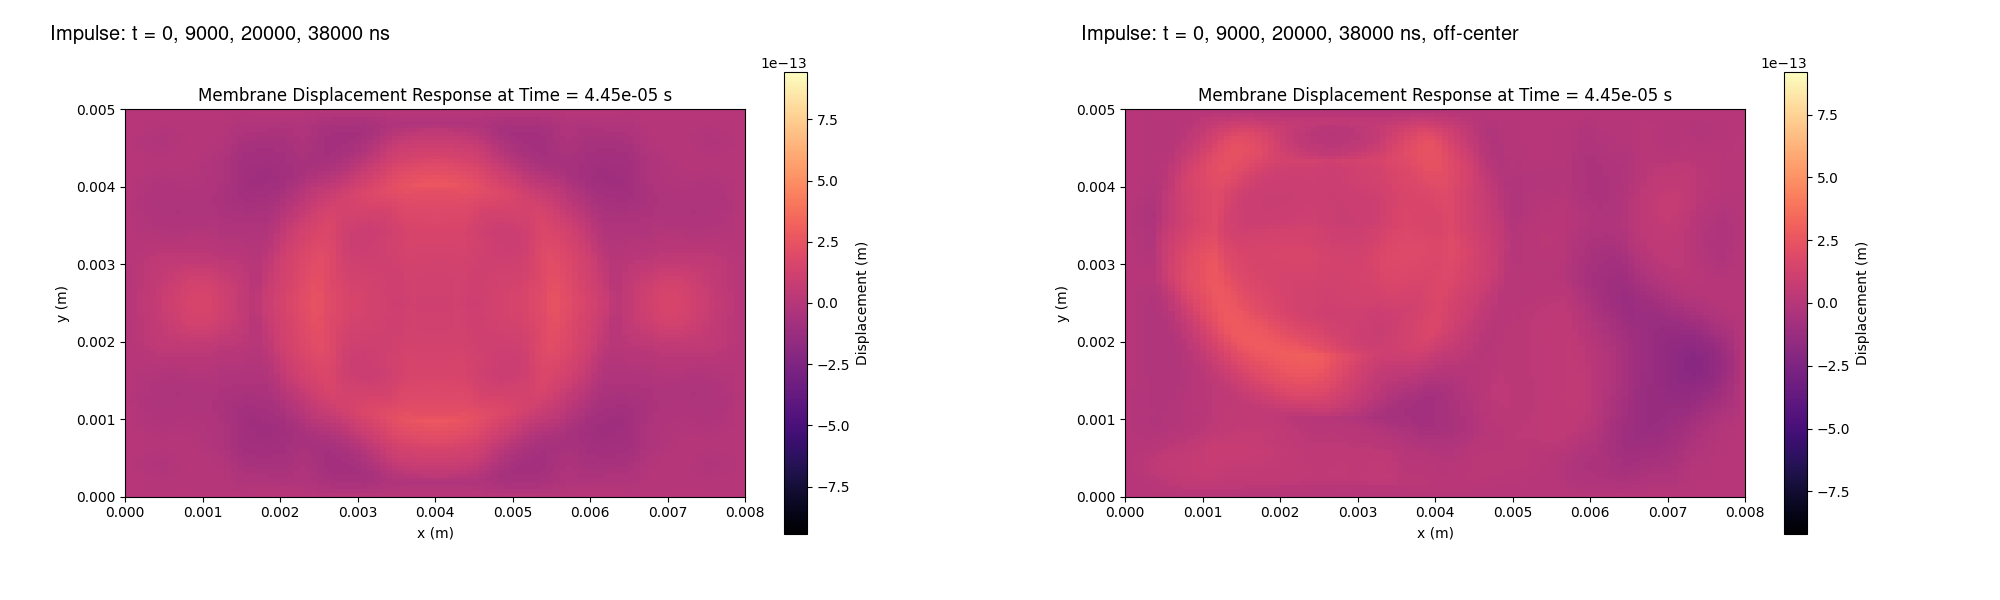 Impulse: t = 0, 9000, 20000, 38000 ns
1e−13
Membrane Displacement Response at Time = 4.45e-05 s
0.005
0.004
0.003
0.002
0.001
0.000
y (m)
0.000 0.001 0.002 0.003 0.004 0.005 0.006 0.007 0.008
x (m)
7.5
5.0
2.5
0.0
−2.5
−5.0
−7.5
Displacement (m)
Impulse: t = 0, 9000, 20000, 38000 ns, off-center
1e−13
Membrane Displacement Response at Time = 4.45e-05 s
0.005
0.004
0.003
0.002
0.001
0.000
y (m)
0.000 0.001 0.002 0.003 0.004 0.005 0.006 0.007 0.008
x (m)
7.5
5.0
2.5
0.0
−2.5
−5.0
−7.5
Displacement (m)